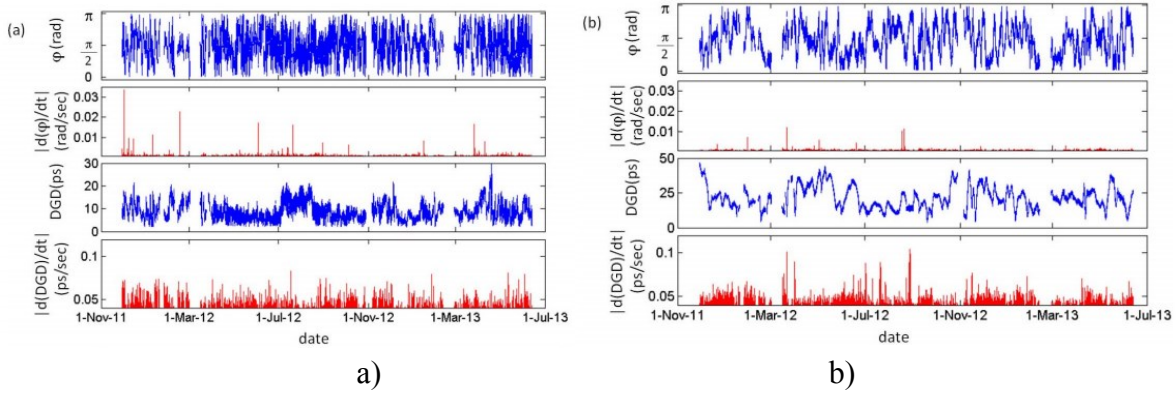 (a)
φ(rad)
π
π/2
0
|d(φ)/dt|
(rad/sec)
0.03
0.02
0.01
DGD(ps)
30
20
10
0
|d(DGD)/dt|
(ps/sec)
0.1
0.05
1-Nov-11 1-Mar-12 1-Jul-12 1-Nov-12 1-Mar-13 1-Jul-13
date
a)
(b)
φ(rad)
π
π/2
0
|d(φ)/dt|
(rad/sec)
0.03
0.02
0.01
DGD(ps)
50
25
0
|d(DGD)/dt|
(ps/sec)
0.1
0.05
1-Nov-11 1-Mar-12 1-Jul-12 1-Nov-12 1-Mar-13 1-Jul-13
date
b)